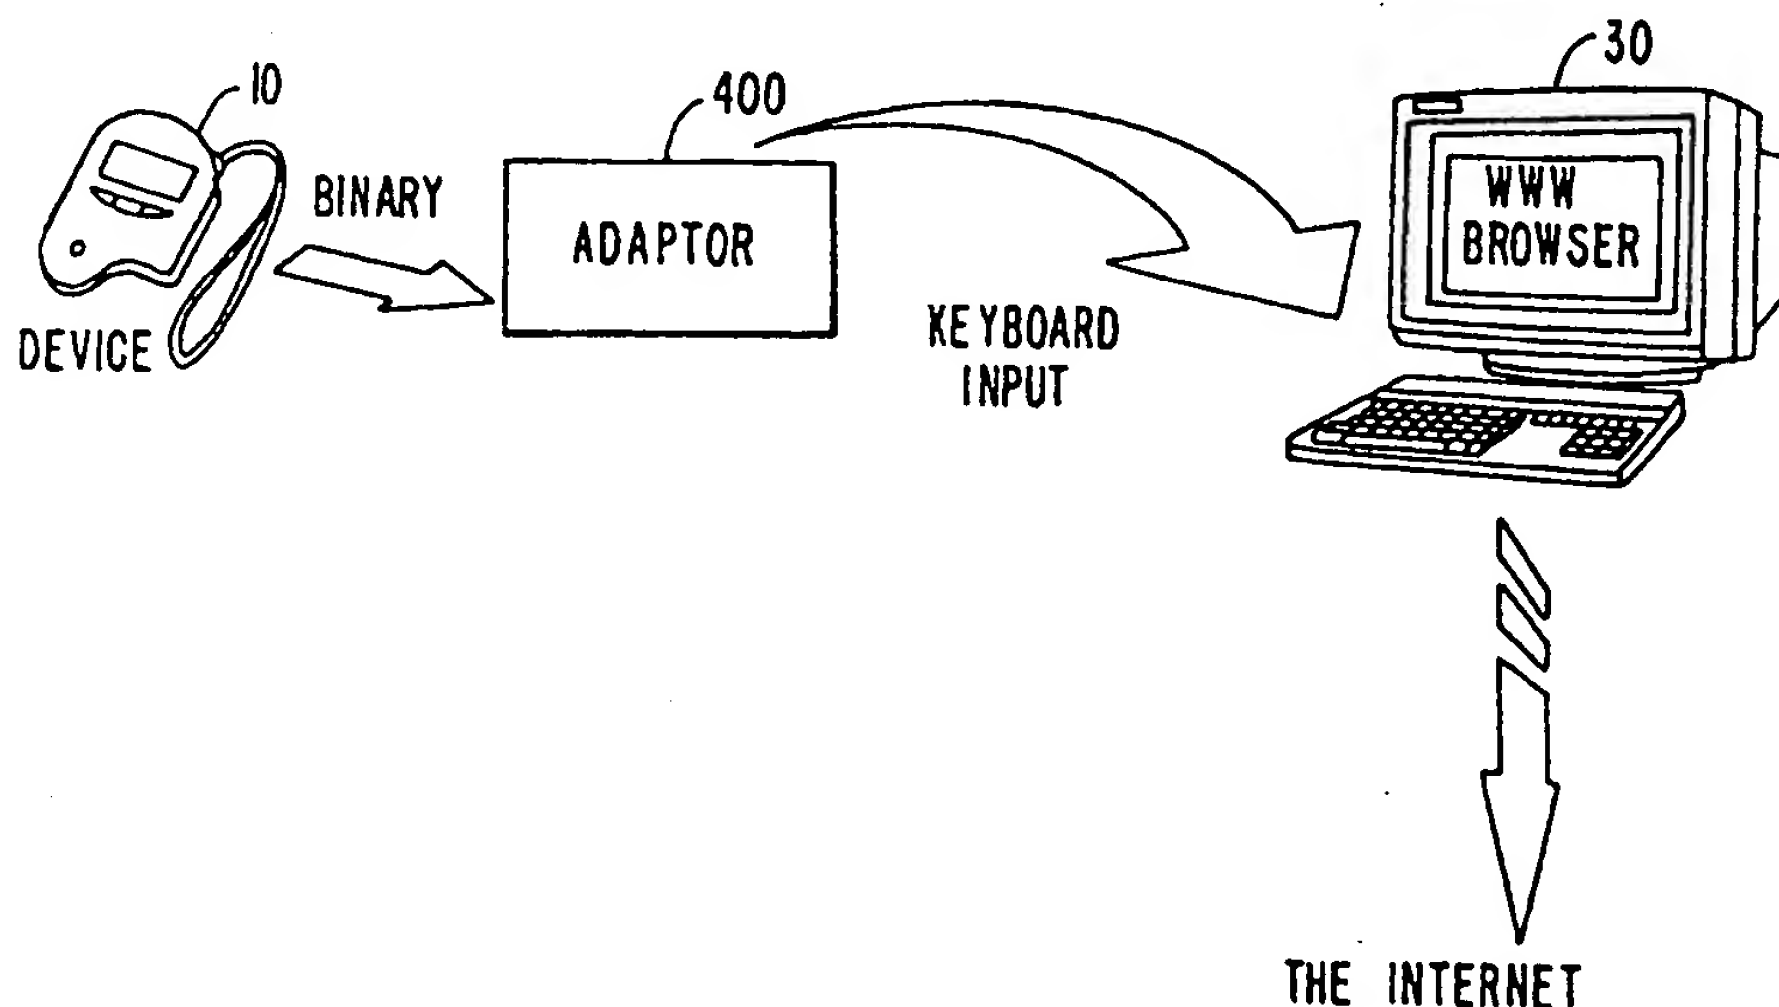 10
400
30
BINARY
ADAPTOR
WWW
BROWSER
DEVICE
KEYBOARD
INPUT
THE INTERNET